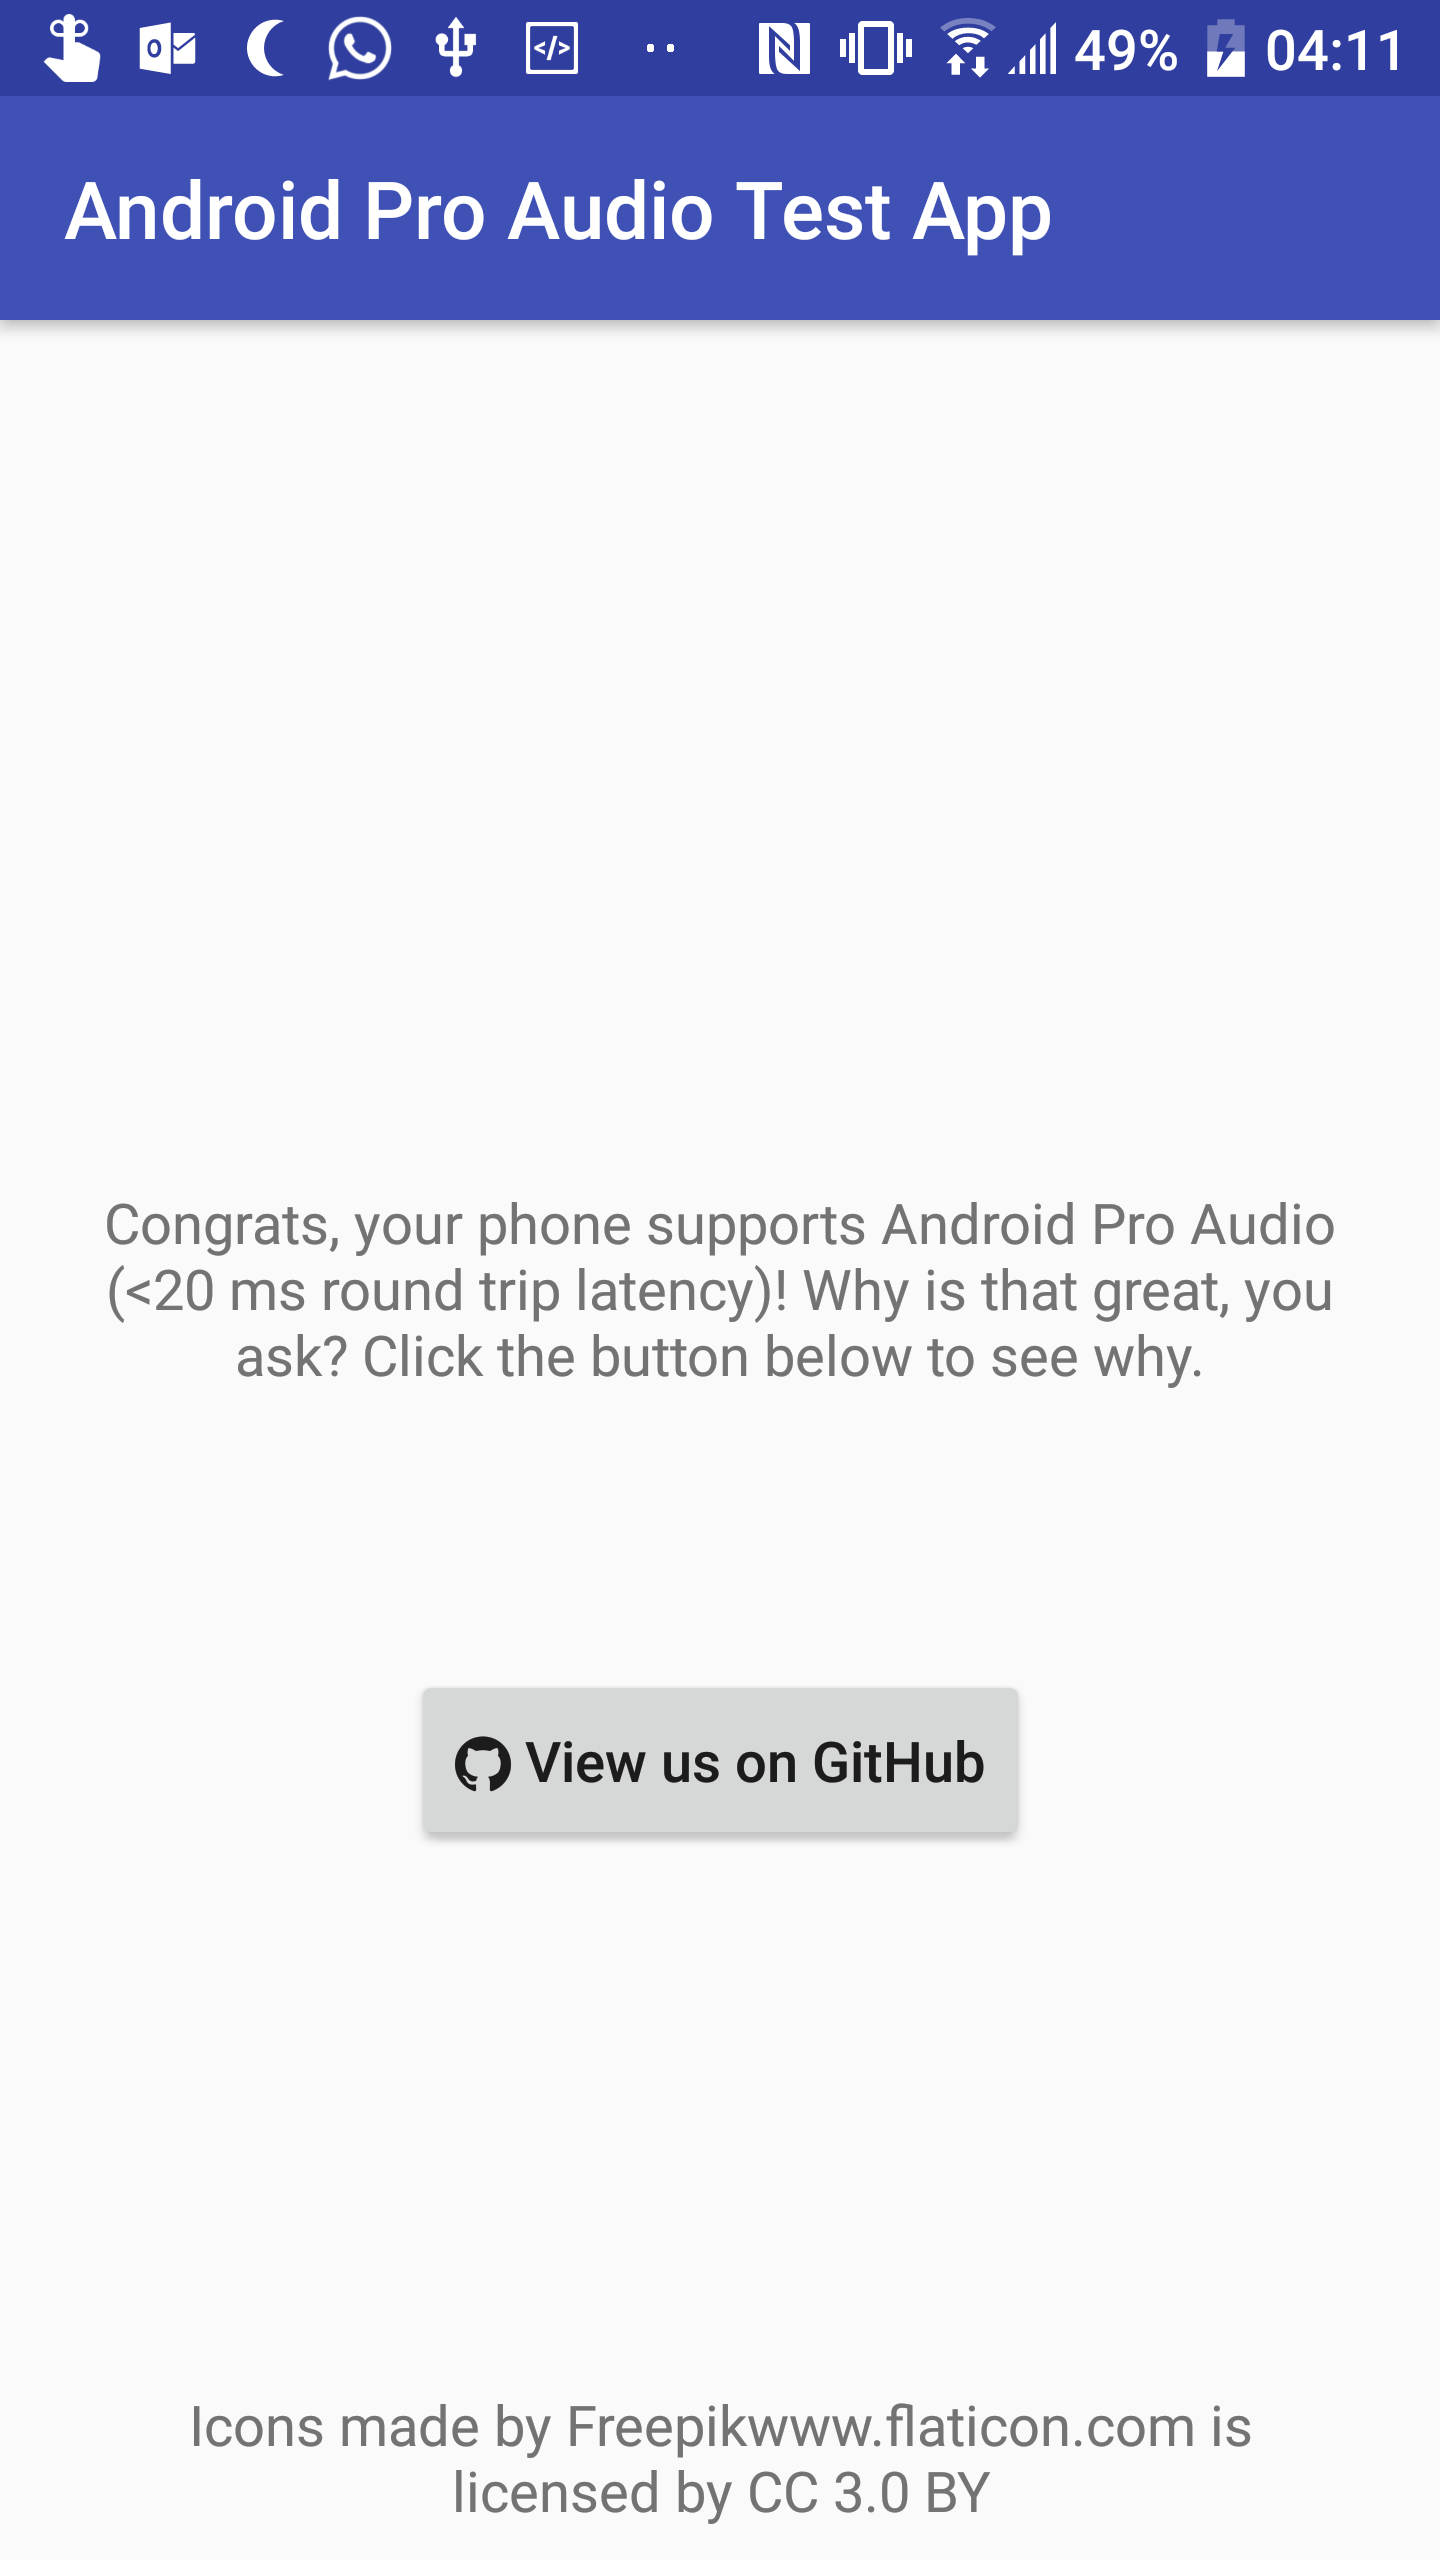 49% 04:11
Android Pro Audio Test App
Congrats, your phone supports Android Pro Audio
(<20 ms round trip latency)! Why is that great, you
ask? Click the button below to see why.
View us on GitHub
Icons made by Freepikwww.flaticon.com is
licensed by CC 3.0 BY